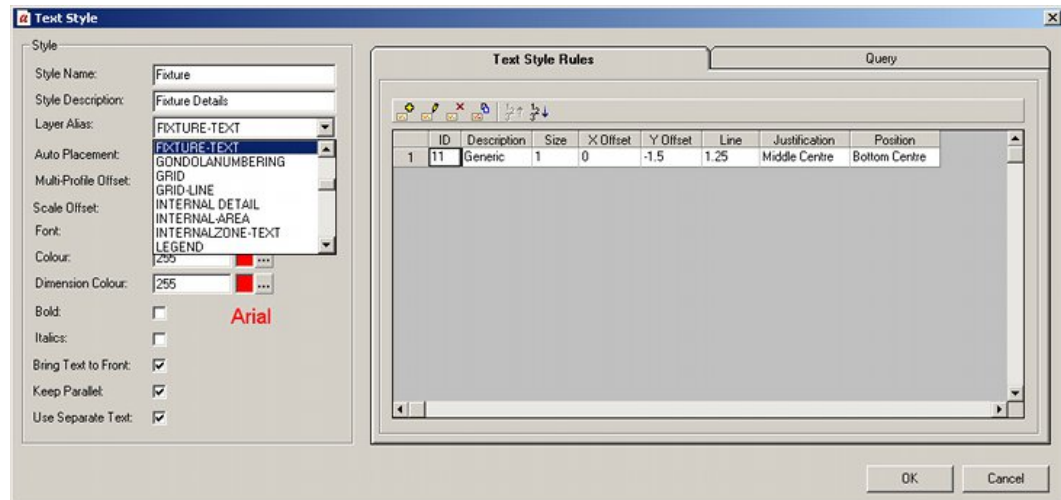 Text Style
Style
Style Name: Fixture
Style Description: Fixture Details
Layer Alias: FIXTURE-TEXT
FIXTURE-TEXT
GONDOLANUMBERING
GRID
GRID-LINE
INTERNAL DETAIL
INTERNAL-AREA
INTERNALZONE-TEXT
LEGEND
Auto Placement:
Multi-Profile Offset:
Scale Offset:
Font:
Colour: 255 ...
Dimension Colour: 255 ...
Bold:
Arial
Italics:
Bring Text to Front:
Keep Parallel:
Use Separate Text:
Text Style Rules
Query
ID Description Size X Offset Y Offset Line Justification Position
1 11 Generic 1 0 -1.5 1.25 Middle Centre Bottom Centre
OK Cancel